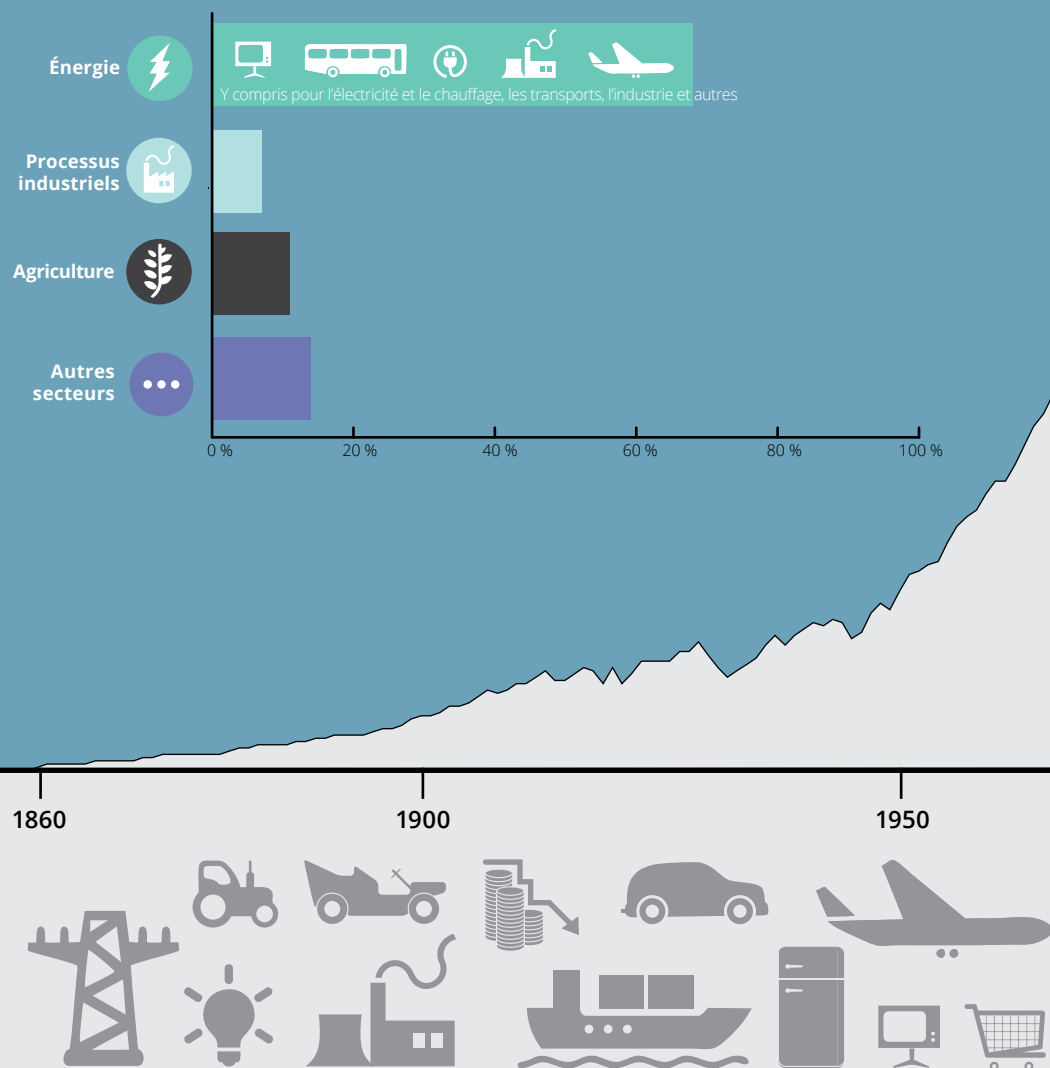 Énergie
Y compris pour l'électricité et le chauffage, les transports, l'industrie et autres
Processus
industriels
Agriculture
Autres
secteurs
0 %
20 %
40 %
60 %
80 %
100 %
1860
1900
1950